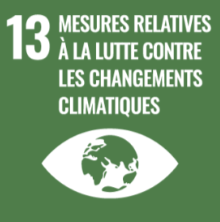 13 MESURES RELATIVES
À LA LUTTE CONTRE
LES CHANGEMENTS
CLIMATIQUES